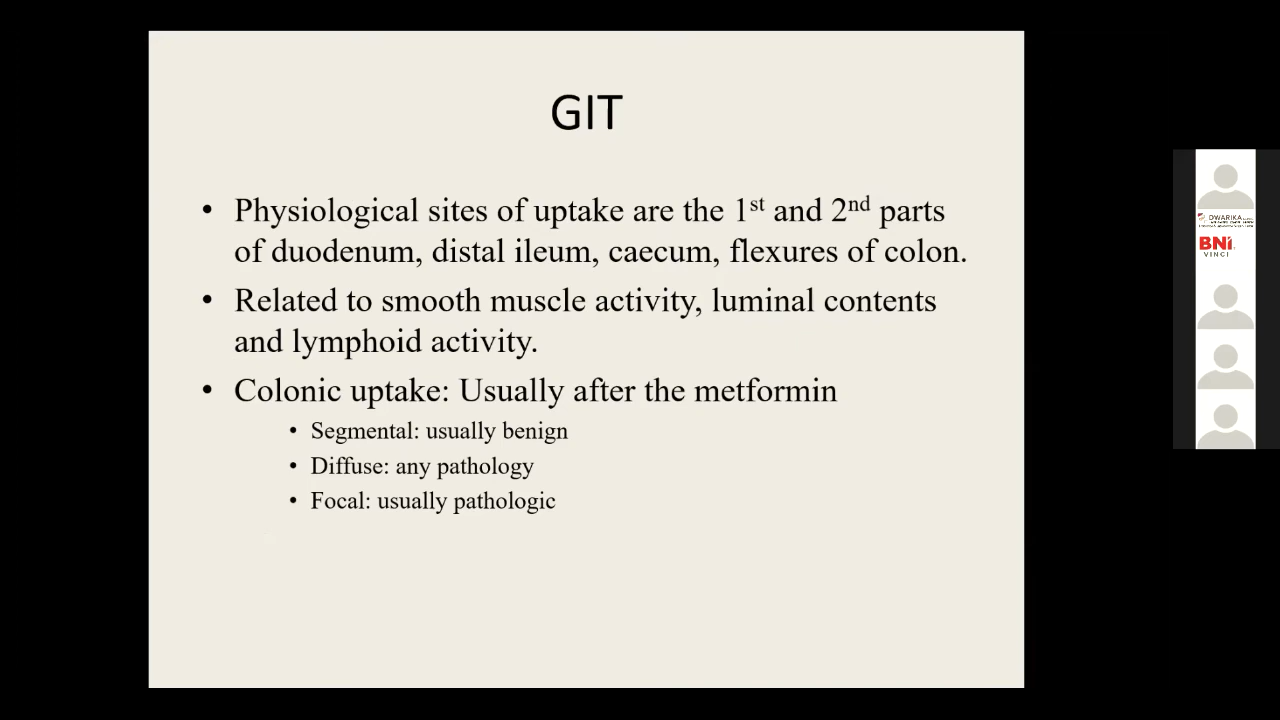 GIT
• Physiological sites of uptake are the 1st and 2nd parts
of duodenum, distal ileum, caecum, flexures of colon.
• Related to smooth muscle activity, luminal contents
and lymphoid activity.
• Colonic uptake: Usually after the metformin
• Segmental: usually benign
• Diffuse: any pathology
• Focal: usually pathologic
DWARIKA
BNi
VINCI